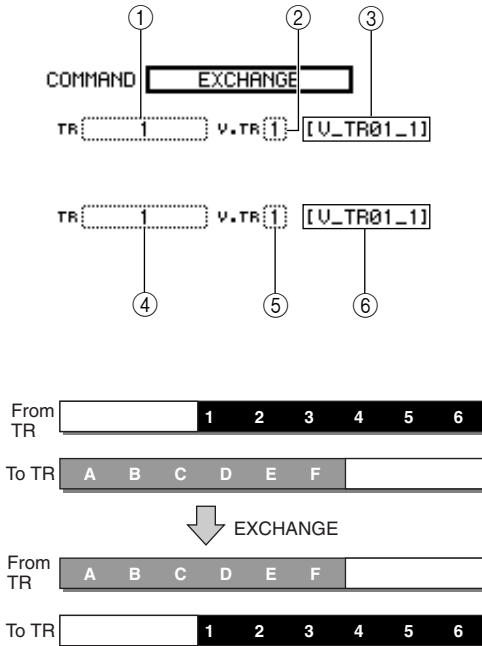 ① ② ③
COMMAND EXCHANGE
TR 1 V.TR 1 [V_TR01_1]
TR 1 V.TR 1 [V_TR01_1]
④ ⑤ ⑥
From TR 1 2 3 4 5 6
To TR A B C D E F
EXCHANGE
From TR A B C D E F
To TR 1 2 3 4 5 6